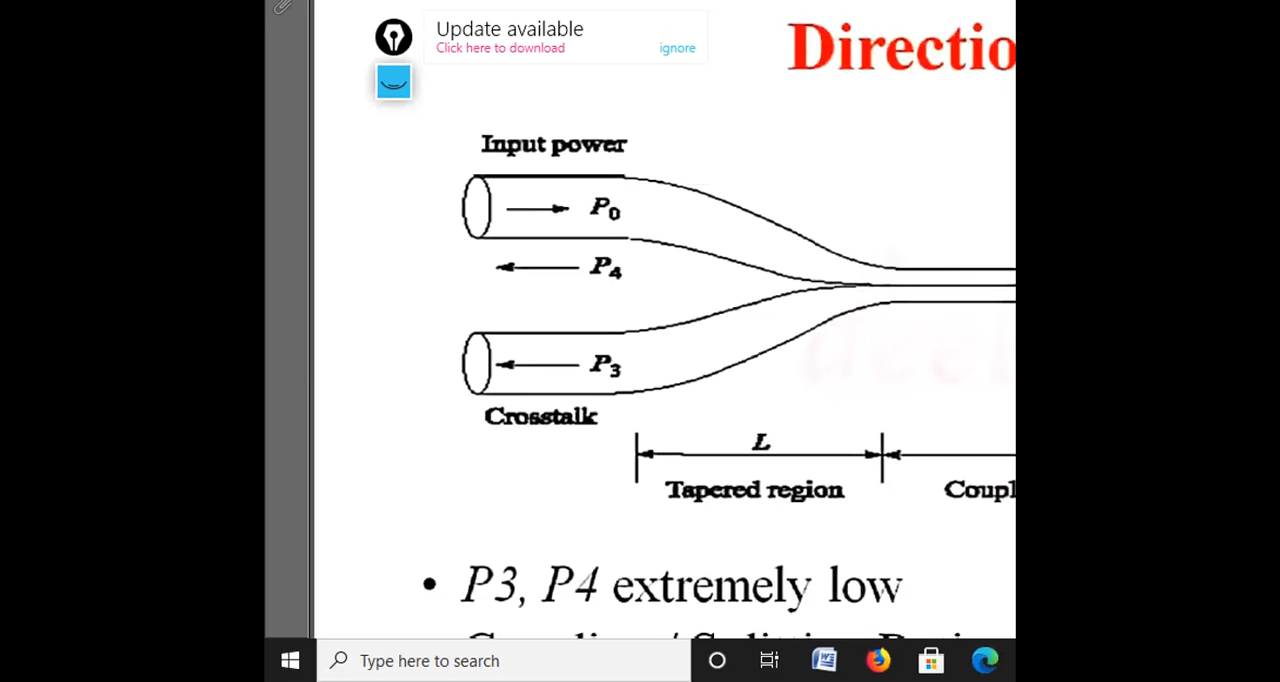 Update available
Click here to download ignore
Directio
Input power
P0
P4
P3
Crosstalk
L
Tapered region Coupl
• P3, P4 extremely low
Type here to search